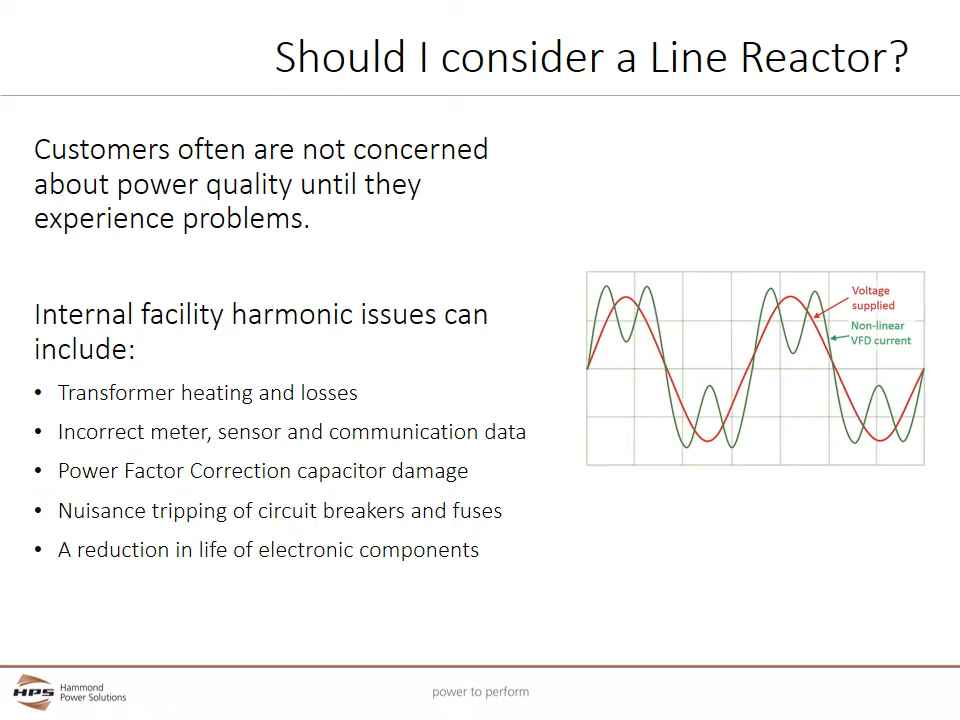 Should I consider a Line Reactor?
Customers often are not concerned
about power quality until they
experience problems.
Internal facility harmonic issues can
include:
• Transformer heating and losses
• Incorrect meter, sensor and communication data
• Power Factor Correction capacitor damage
• Nuisance tripping of circuit breakers and fuses
• A reduction in life of electronic components
Voltage
supplied
Non-linear
VFD current
HPS
Hammond
Power Solutions
power to perform